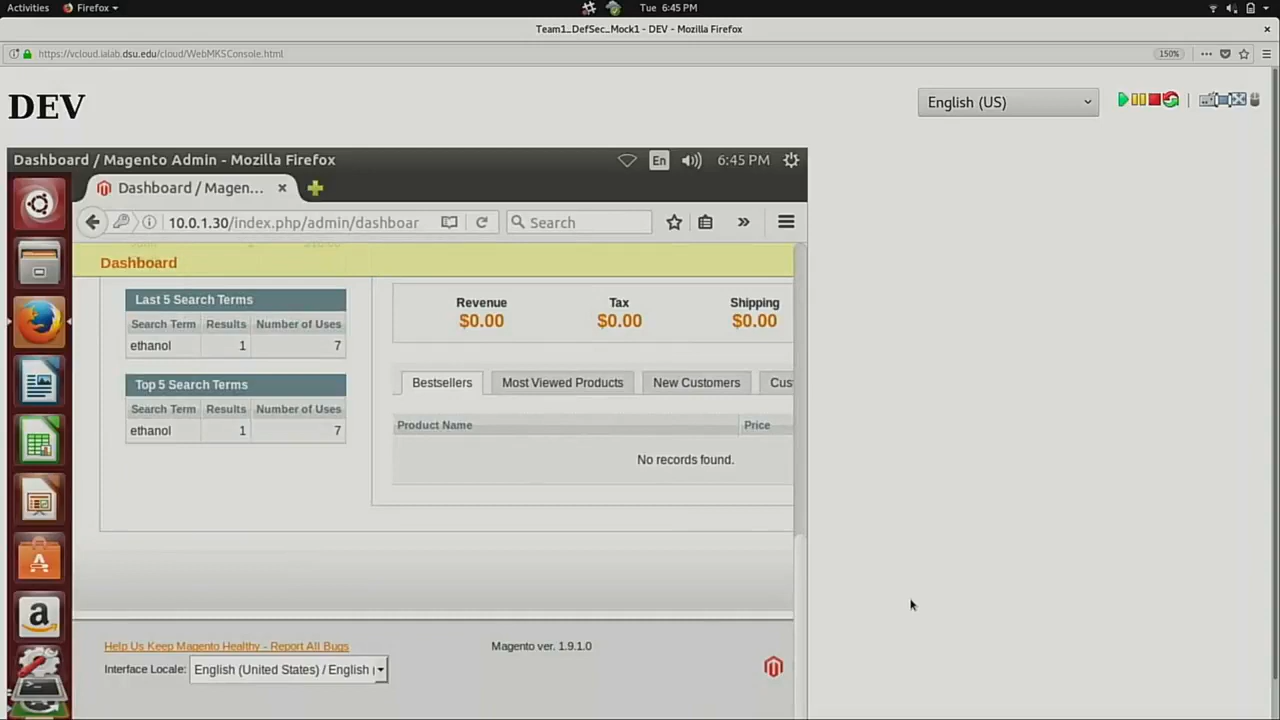 Activities Firefox Tue 6:45 PM
Team1_DefSec_Mock1 - DEV - Mozilla Firefox
https://vcloud.ialab.dsu.edu/cloud/WebMKSConsole.html 150%
DEV
English (US)
Dashboard / Magento Admin - Mozilla Firefox En 6:45 PM
Dashboard / Magen...
10.0.1.30/index.php/admin/dashboar Search
Dashboard
Last 5 Search Terms
Search Term Results Number of Uses
ethanol 1 7
Top 5 Search Terms
Search Term Results Number of Uses
ethanol 1 7
Revenue Tax Shipping
$0.00 $0.00 $0.00
Bestsellers Most Viewed Products New Customers Cus
Product Name Price
No records found.
Help Us Keep Magento Healthy - Report All Bugs Magento ver. 1.9.1.0
Interface Locale: English (United States) / English